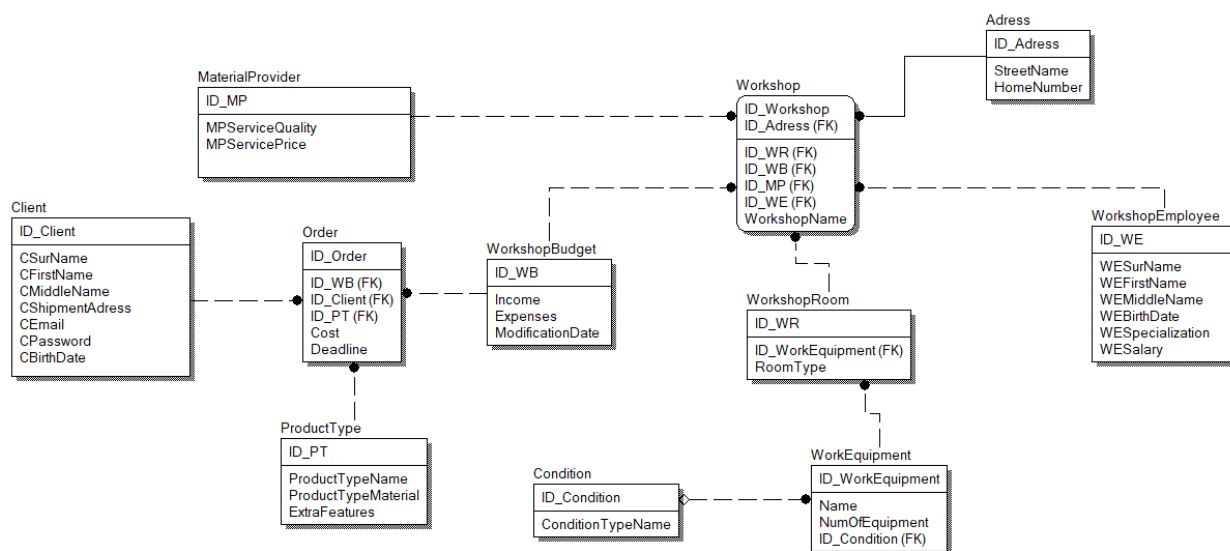 Adress
ID_Adress
StreetName
HomeNumber
MaterialProvider
ID_MP
MPServiceQuality
MPServicePrice
Workshop
ID_Workshop
ID_Adress (FK)
ID_WR (FK)
ID_WB (FK)
ID_MP (FK)
ID_WE (FK)
WorkshopName
Client
ID_Client
CSurName
CFirstName
CMiddleName
CShipmentAdress
CEmail
CPassword
CBirthDate
Order
ID_Order
ID_WB (FK)
ID_Client (FK)
ID_PT (FK)
Cost
Deadline
WorkshopBudget
ID_WB
Income
Expenses
ModificationDate
WorkshopEmployee
ID_WE
WESurName
WEFirstName
WEMiddleName
WEBirthDate
WESpecialization
WESalary
WorkshopRoom
ID_WR
ID_WorkEquipment (FK)
RoomType
ProductType
ID_PT
ProductTypeName
ProductTypeMaterial
ExtraFeatures
Condition
ID_Condition
ConditionTypeName
WorkEquipment
ID_WorkEquipment
Name
NumOfEquipment
ID_Condition (FK)